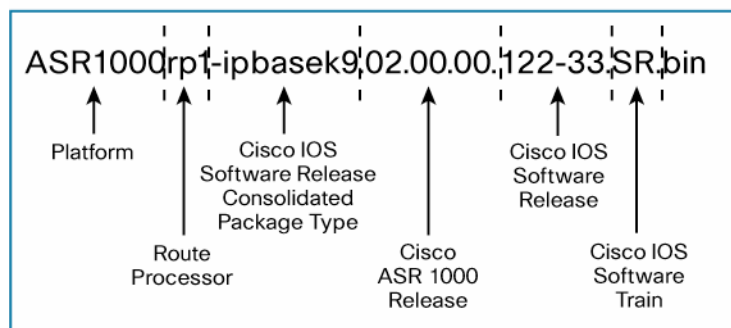 ASR1000rp1-ipbasek9.02.00.00.122-33.SR.bin
Platform
Cisco IOS
Software Release
Consolidated
Package Type
Cisco IOS
Software
Release
Route
Processor
Cisco
ASR 1000
Release
Cisco IOS
Software
Train